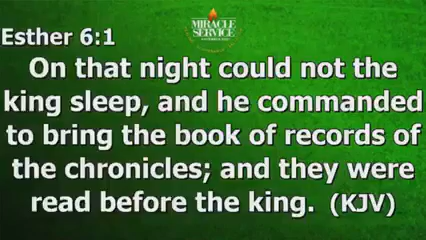 MIRACLE
SERVICE
Esther 6:1
On that night could not the
king sleep, and he commanded
to bring the book of records of
the chronicles; and they were
read before the king.  (KJV)